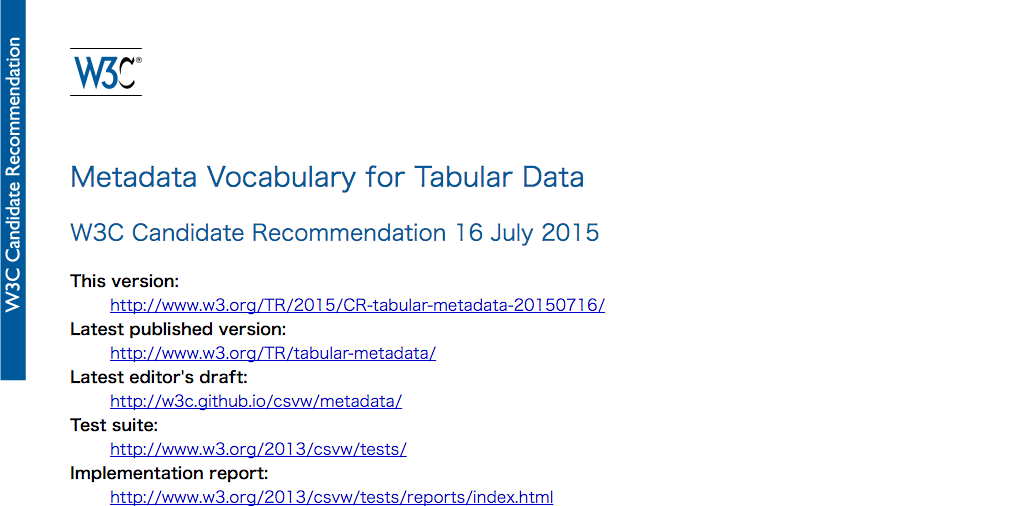 W3C Candidate Recommendation
W3C®
Metadata Vocabulary for Tabular Data
W3C Candidate Recommendation 16 July 2015
This version:
http://www.w3.org/TR/2015/CR-tabular-metadata-20150716/
Latest published version:
http://www.w3.org/TR/tabular-metadata/
Latest editor's draft:
http://w3c.github.io/csvw/metadata/
Test suite:
http://www.w3.org/2013/csvw/tests/
Implementation report:
http://www.w3.org/2013/csvw/tests/reports/index.html